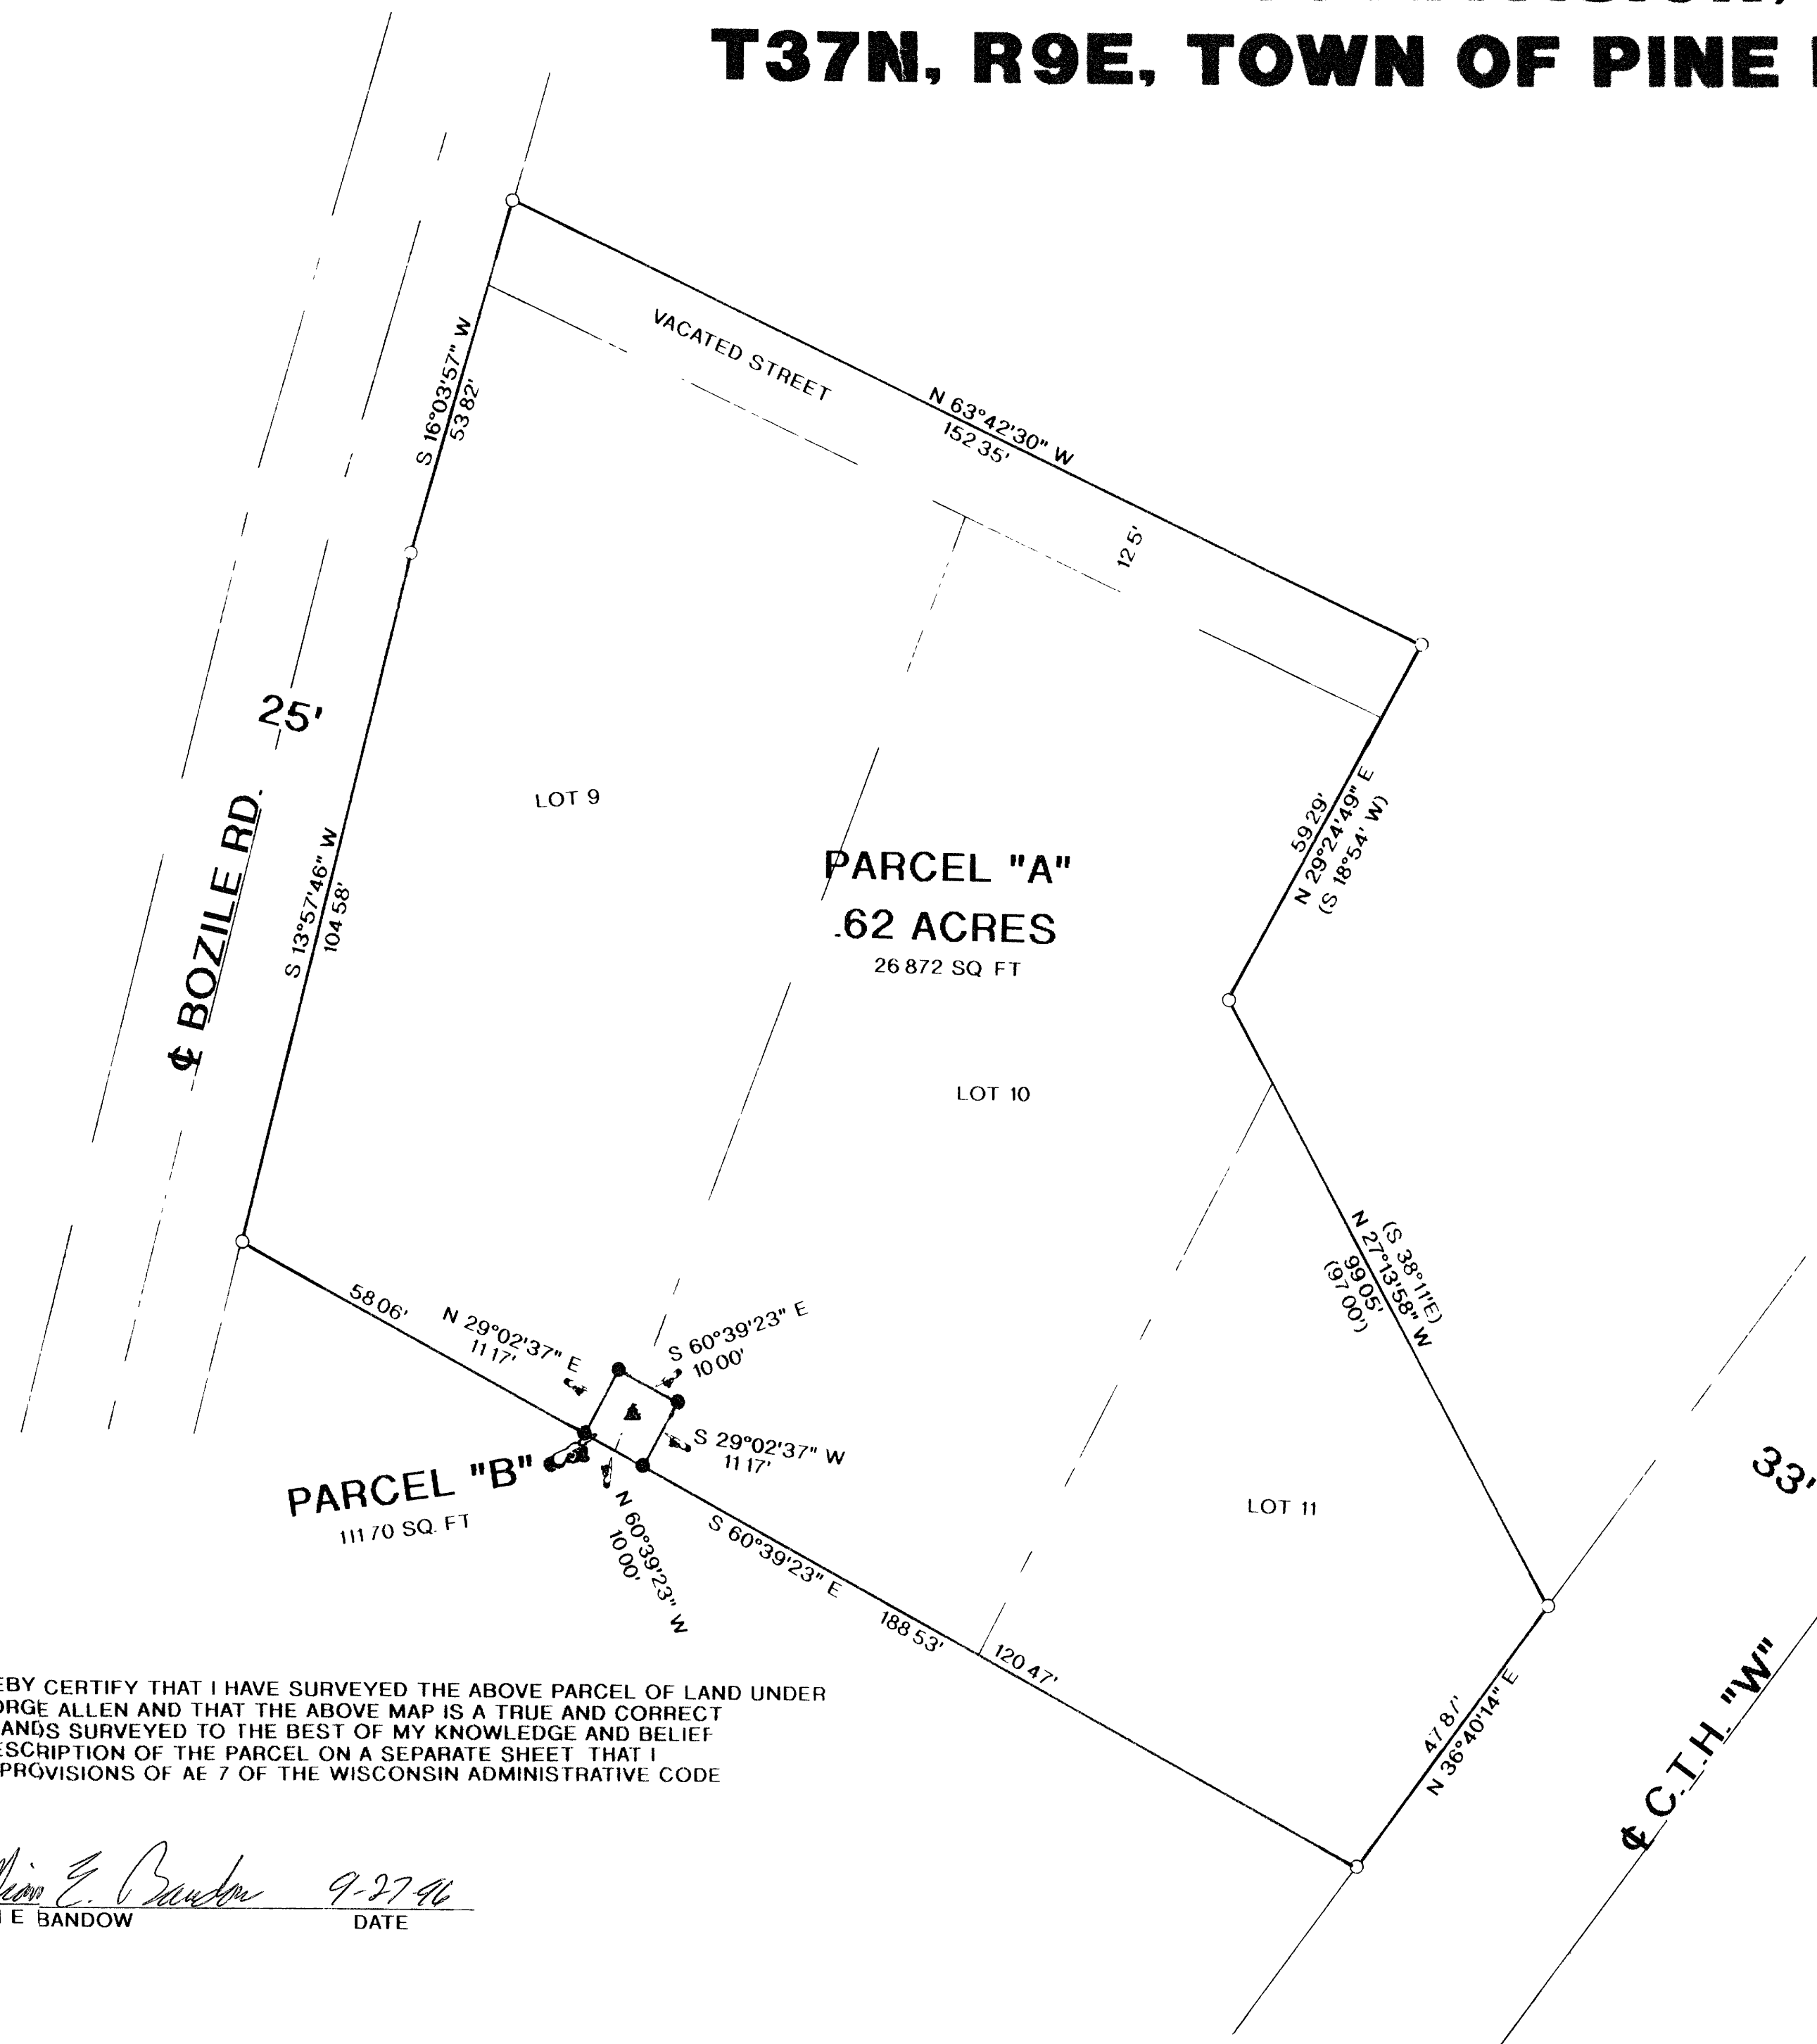 T37N, R9E, TOWN OF PINE
VACATED STREET
N 63°42'30" W
152 35'
12 5'
S 16°03'57" W
53 82'
25'
LOT 9
59 29'
N 29°24'49" E
(S 18°54' W)
PARCEL "A"
.62 ACRES
26 872 SQ FT
℄ BOZILE RD.
S 13°57'46" W
104 58'
LOT 10
(S 38°11'E)
N 27°13'58" W
99 05'
(97 00')
58 06'
N 29°02'37" E
11 17'
S 60°39'23" E
10 00'
S 29°02'37" W
11 17'
PARCEL "B"
111 70 SQ. FT
N 60°39'23" W
10 00'
33'
LOT 11
S 60°39'23" E
188 53'
120 47'
47 87'
N 36°40'14" E
℄ C.T.H. "W"
EBY CERTIFY THAT I HAVE SURVEYED THE ABOVE PARCEL OF LAND UNDER
ORGE ALLEN AND THAT THE ABOVE MAP IS A TRUE AND CORRECT
ANDS SURVEYED TO THE BEST OF MY KNOWLEDGE AND BELIEF
ESCRIPTION OF THE PARCEL ON A SEPARATE SHEET THAT I
PROVISIONS OF AE 7 OF THE WISCONSIN ADMINISTRATIVE CODE
E. Bandow 9-27-96
E BANDOW DATE